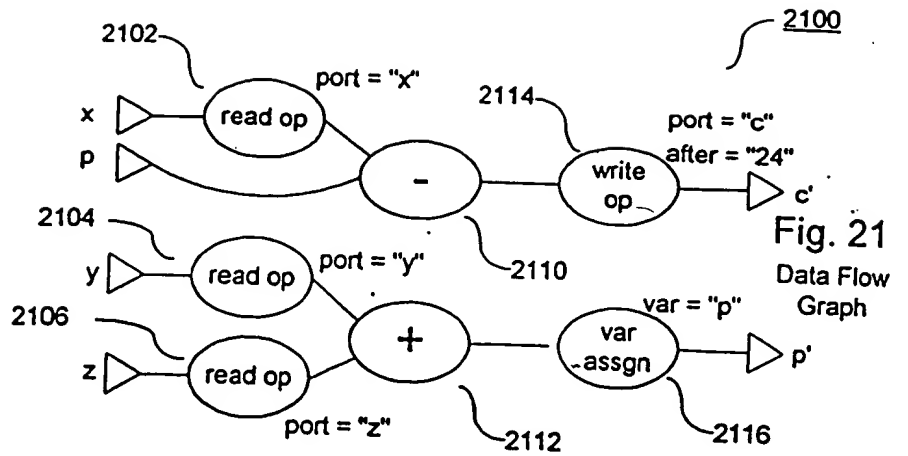 2100
2102
port = "x"
x
read op
2114
port = "c"
after = "24"
p
-
write
op
c'
2104
Fig. 21
Data Flow
Graph
y
read op
port = "y"
2110
2106
var = "p"
+
var
assgn
p'
z
read op
port = "z"
2112
2116